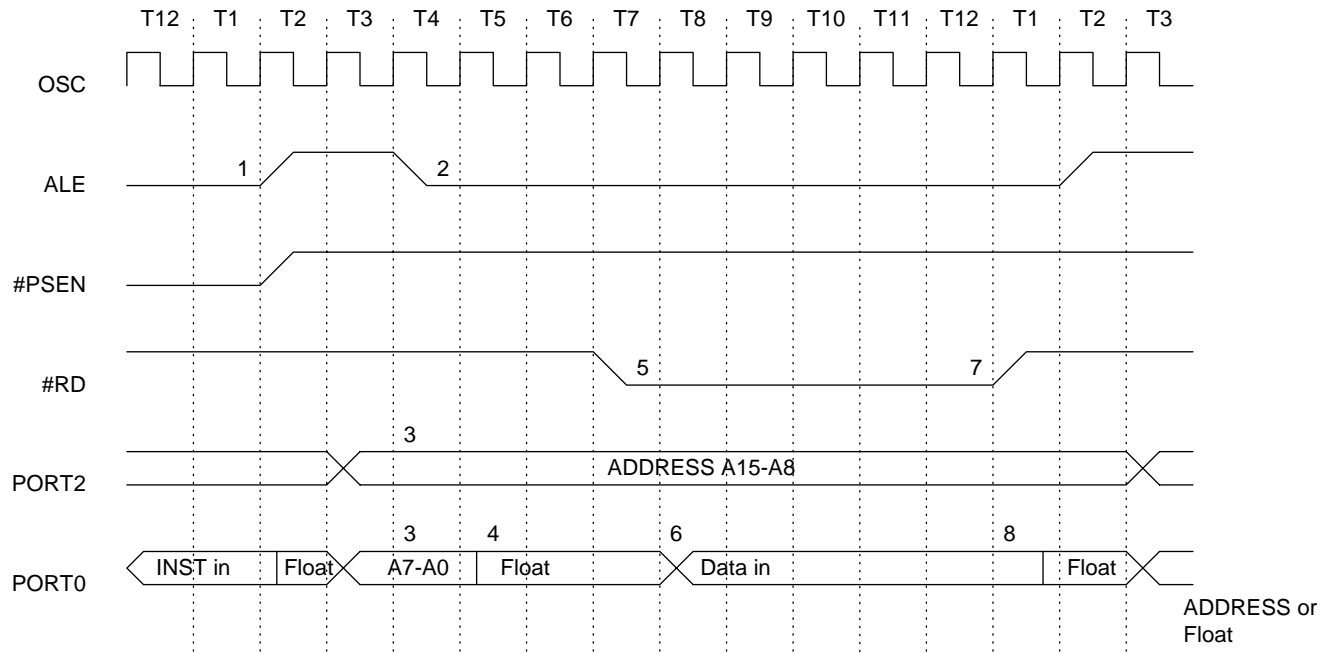 T12 T1 T2 T3 T4 T5 T6 T7 T8 T9 T10 T11 T12 T1 T2 T3
OSC
1 2
ALE
#PSEN
5 7
#RD
3
ADDRESS A15-A8
PORT2
3 4 6 8
INST in Float A7-A0 Float Data in Float
PORT0
ADDRESS or
Float